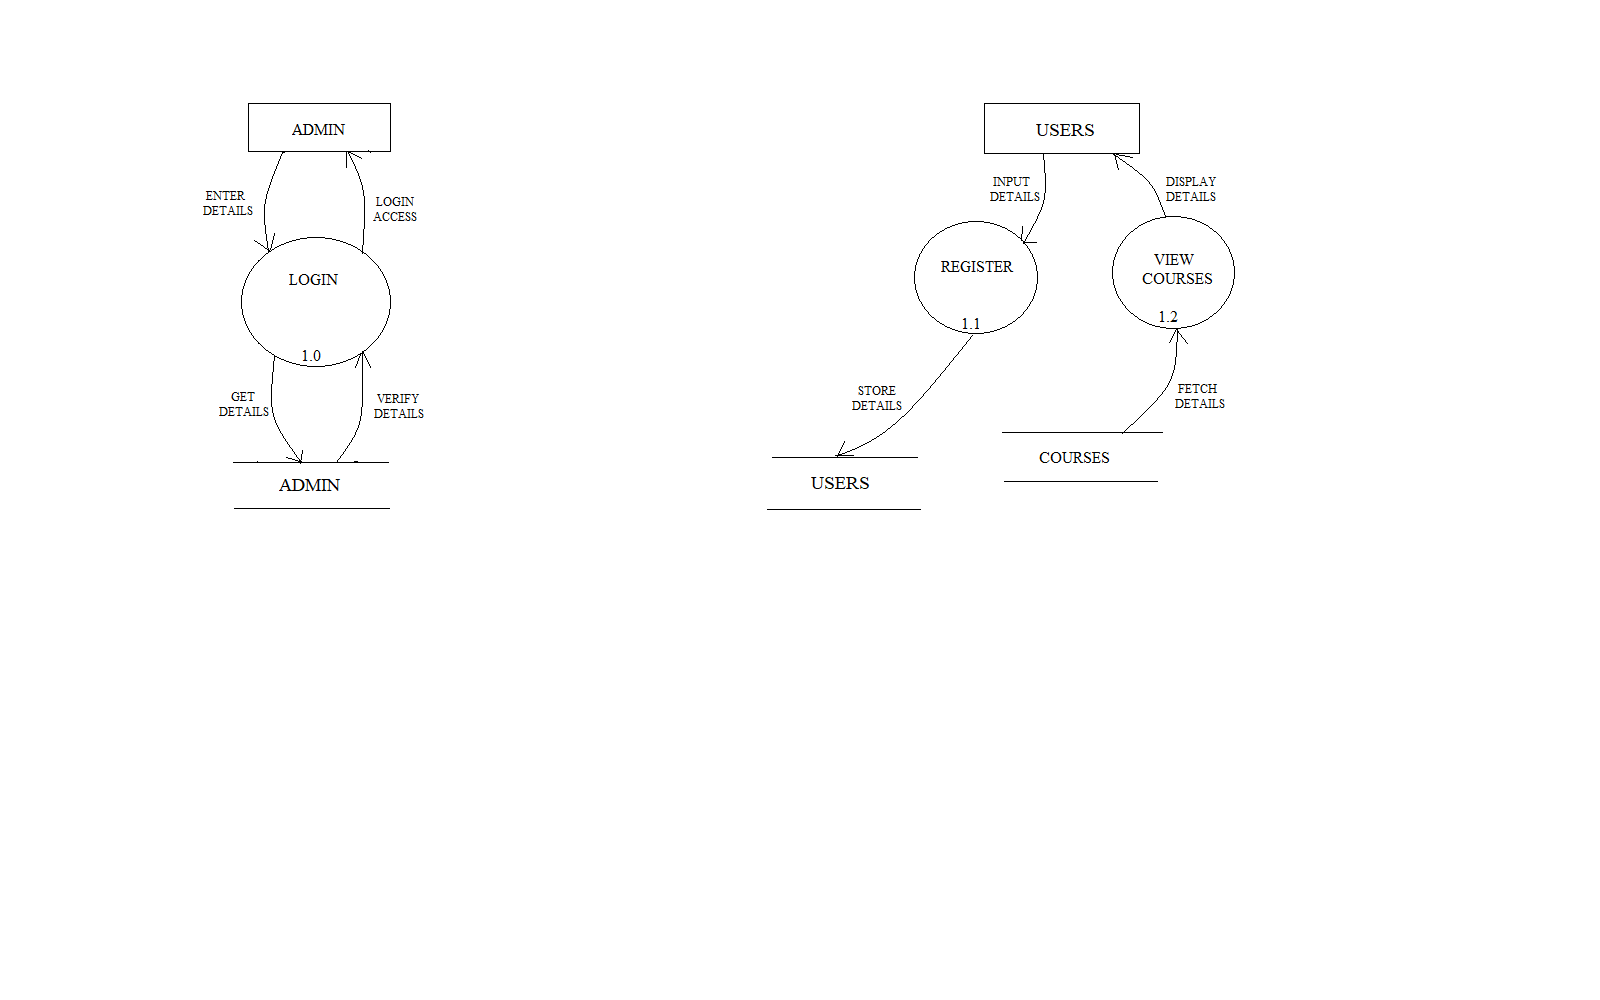 ADMIN
ENTER
DETAILS
LOGIN
ACCESS
LOGIN
1.0
GET
DETAILS
VERIFY
DETAILS
ADMIN
USERS
INPUT
DETAILS
DISPLAY
DETAILS
REGISTER
1.1
VIEW
COURSES
1.2
STORE
DETAILS
FETCH
DETAILS
USERS
COURSES